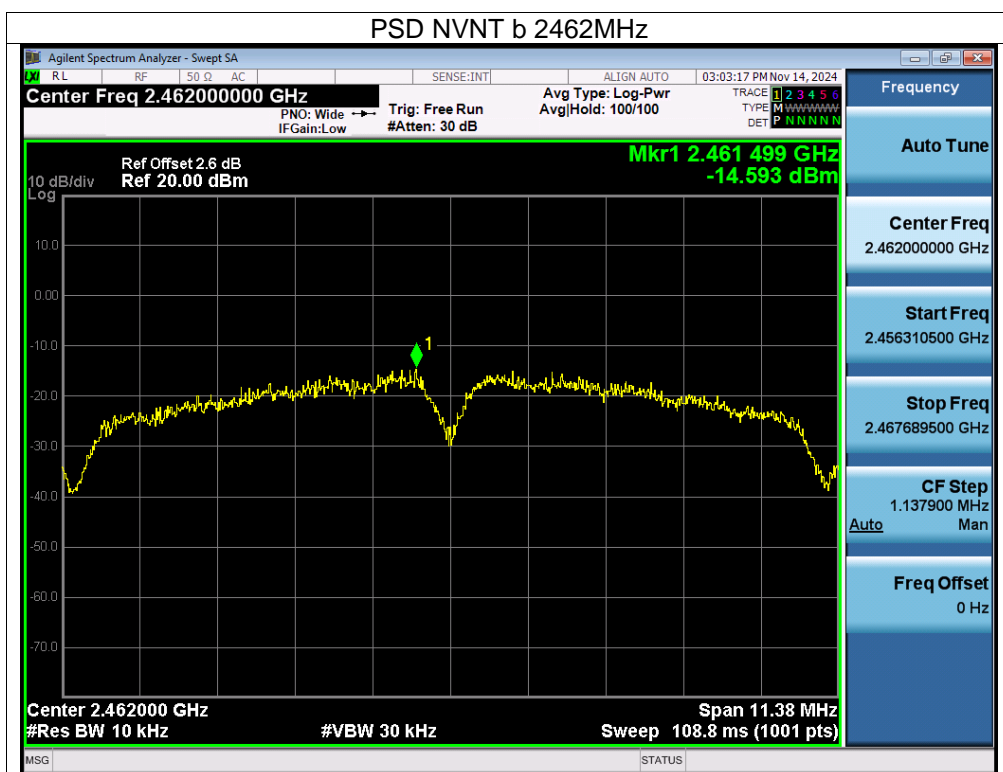 PSD NVNT b 2462MHz
Agilent Spectrum Analyzer - Swept SA
LXI RL RF 50 Ω AC SENSE:INT ALIGN AUTO 03:03:17 PM Nov 14, 2024
Center Freq 2.462000000 GHz
PNO: Wide
IFGain:Low
Trig: Free Run
#Atten: 30 dB
Avg Type: Log-Pwr
Avg|Hold: 100/100
TRACE 1 2 3 4 5 6
TYPE M W W W W W
DET P N N N N N
Mkr1 2.461 499 GHz
-14.593 dBm
Ref Offset 2.6 dB
10 dB/div Ref 20.00 dBm
Log
10.0
0.00
-10.0
1
-20.0
-30.0
-40.0
-50.0
-60.0
-70.0
Center 2.462000 GHz Span 11.38 MHz
#Res BW 10 kHz #VBW 30 kHz Sweep 108.8 ms (1001 pts)
MSG STATUS
Frequency
Auto Tune
Center Freq
2.462000000 GHz
Start Freq
2.456310500 GHz
Stop Freq
2.467689500 GHz
CF Step
1.137900 MHz
Auto Man
Freq Offset
0 Hz